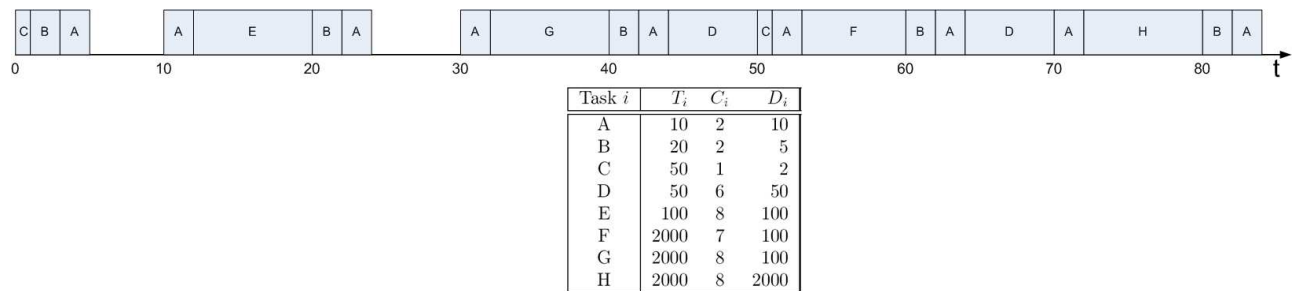 C B A A E B A A G B A D C A F B A D A H B A
0 10 20 30 40 50 60 70 80 t
Task i T_i C_i D_i
A 10 2 10
B 20 2 5
C 50 1 2
D 50 6 50
E 100 8 100
F 2000 7 100
G 2000 8 100
H 2000 8 2000